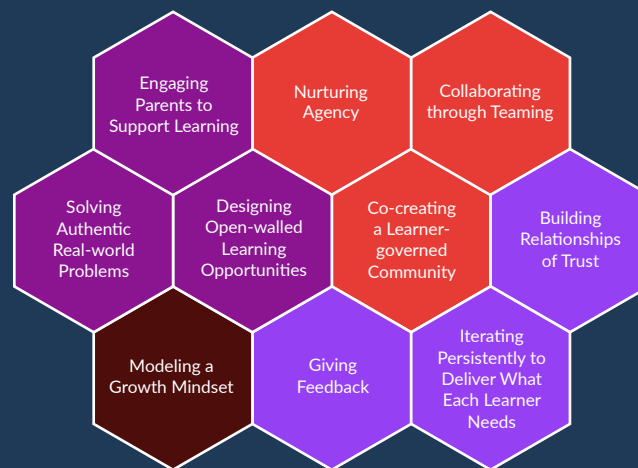 Engaging
Parents to
Support Learning
Nurturing
Agency
Collaborating
through Teaming
Solving
Authentic
Real-world
Problems
Designing
Open-walled
Learning
Opportunities
Co-creating
a Learner-
governed
Community
Building
Relationships
of Trust
Modeling a
Growth Mindset
Giving
Feedback
Iterating
Persistently to
Deliver What
Each Learner
Needs